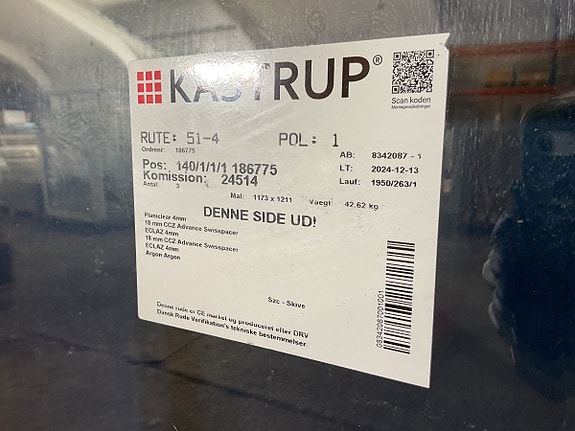 KASTRUP®
Scan koden
Montagevejledninger
RUTE: 51-4 POL: 1
Ordrenr: 186775
AB: 8342087 - 1
Pos: 140/1/1/1 186775
LT: 2024-12-13
Komission: 24514
Lauf: 1950/263/1
Antal: 3
Mål: 1173 x 1211 Vaegt: 42,62 kg
DENNE SIDE UD!
Planiclear 4mm
18 mm CCZ Advance Swisspacer
ECLAZ 4mm
18 mm CCZ Advance Swisspacer
ECLAZ 4mm
Argon Argon
Szc - Skive
Denne rude er CE mærket og produceret efter DRV
Dansk Rude Verifikation's tekniske bestemmelser.
08342087001001